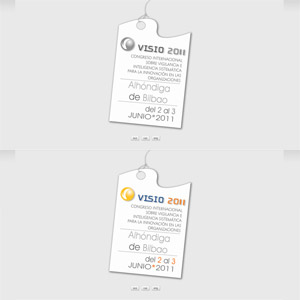 VISIO 2011
CONGRESO INTERNACIONAL
SOBRE VIGILANCIA E
INTELIGENCIA SISTEMÁTICA
PARA LA INNOVACIÓN EN LAS
ORGANIZACIONES
Alhóndiga
de Bilbao
del 2 al 3
JUNIO*2011
VISIO 2011
CONGRESO INTERNACIONAL
SOBRE VIGILANCIA E
INTELIGENCIA SISTEMÁTICA
PARA LA INNOVACIÓN EN LAS
ORGANIZACIONES
Alhóndiga
de Bilbao
del 2 al 3
JUNIO*2011